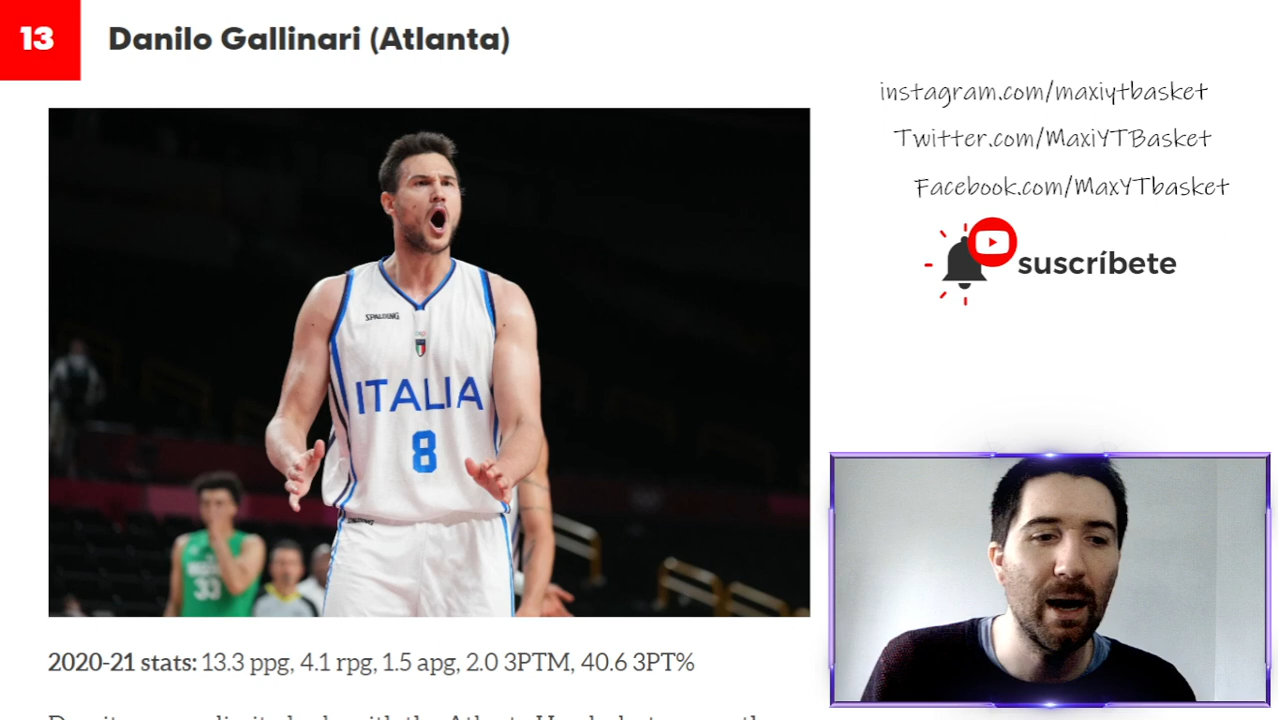 13
Danilo Gallinari (Atlanta)
instagram.com/maxiytbasket
Twitter.com/MaxiYTBasket
Facebook.com/MaxYTbasket
suscríbete
SPALDING
ITALIA
8
33
2020-21 stats: 13.3 ppg, 4.1 rpg, 1.5 apg, 2.0 3PTM, 40.6 3PT%